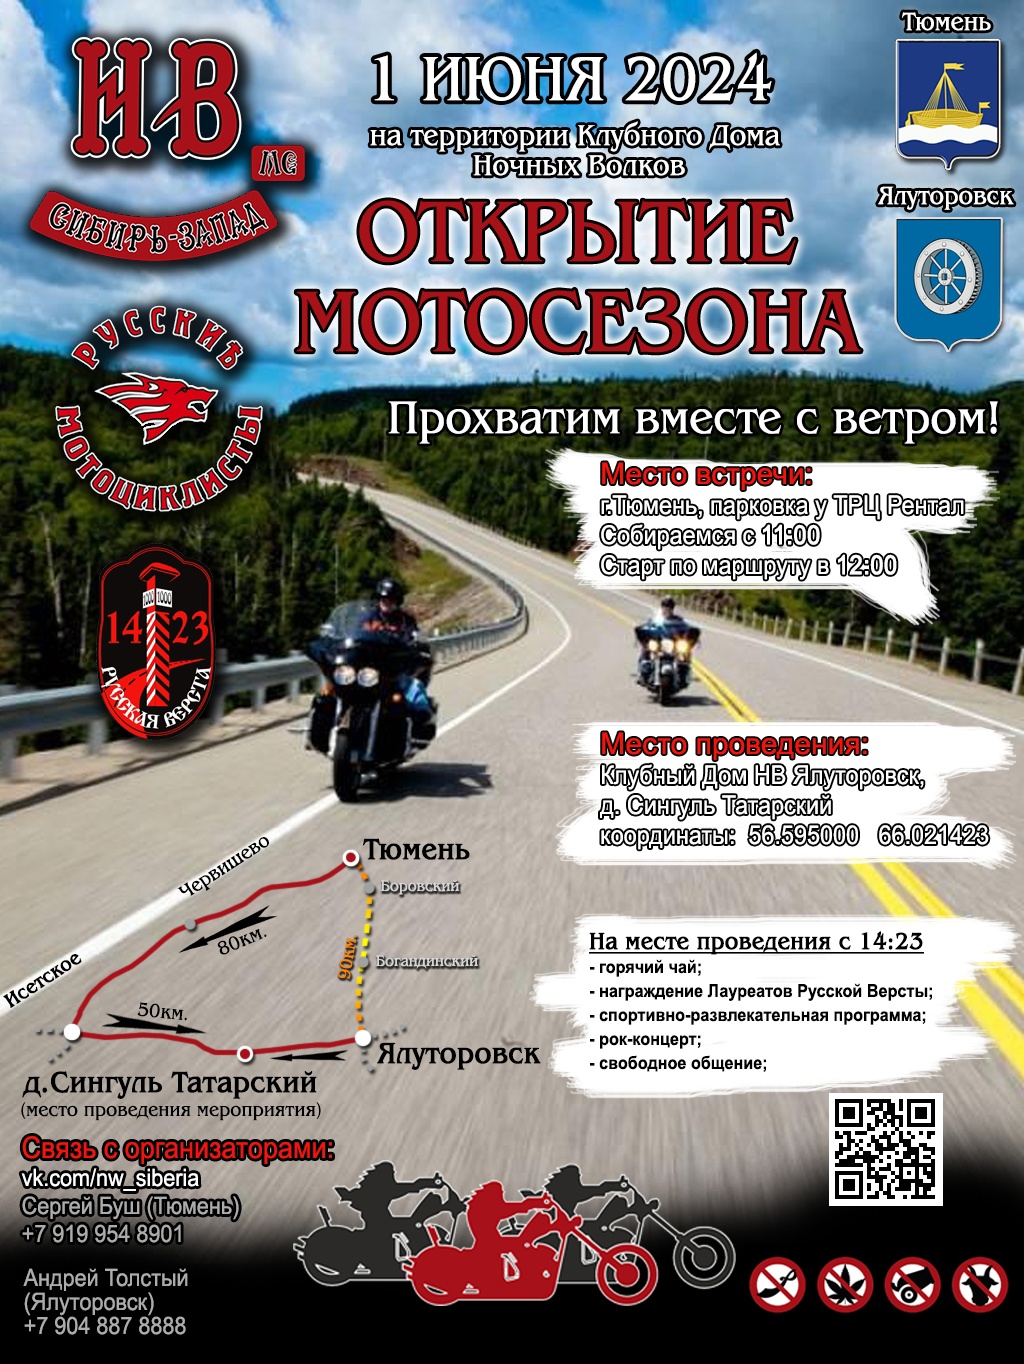 НВ
МС
СИБИРЬ-ЗАПАД
1 ИЮНЯ 2024
на территории Клубного Дома
Ночных Волков
ОТКРЫТИЕ
МОТОСЕЗОНА
Тюмень
Ялуторовск
РУССКИѢ
МОТОЦИКЛИСТЫ
Прохватим вместе с ветром!
Место встречи:
г.Тюмень, парковка у ТРЦ Рентал
Собираемся с 11:00
Старт по маршруту в 12:00
1000 1000
14 23
РУССКАЯ ВЕРСТА
Место проведения:
Клубный Дом НВ Ялуторовск,
д. Сингуль Татарский
координаты: 56.595000 66.021423
Тюмень
Червишево
Боровский
80км.
90км.
Богандинский
Исетское
50км.
Ялуторовск
д.Сингуль Татарский
(место проведения мероприятия)
На месте проведения с 14:23
- горячий чай;
- награждение Лауреатов Русской Версты;
- спортивно-развлекательная программа;
- рок-концерт;
- свободное общение;
Связь с организаторами:
vk.com/nw_siberia
Сергей Буш (Тюмень)
+7 919 954 8901
Андрей Толстый
(Ялуторовск)
+7 904 887 8888